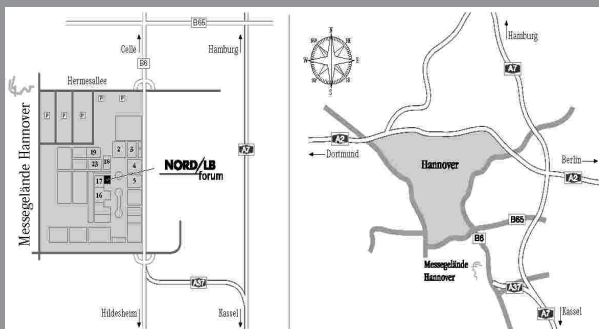 B65
Celle
Hamburg
B6
Hermesallee
P
P
P
P
P
Messegelände Hannover
2
3
19
18
23
4
17
5
16
NORD/LB
forum
A7
A37
Hildesheim
Kassel
N
W
E
S
Hamburg
A7
A2
Dortmund
Hannover
Berlin
A2
B65
B6
Messegelände
Hannover
A37
A7
Kassel